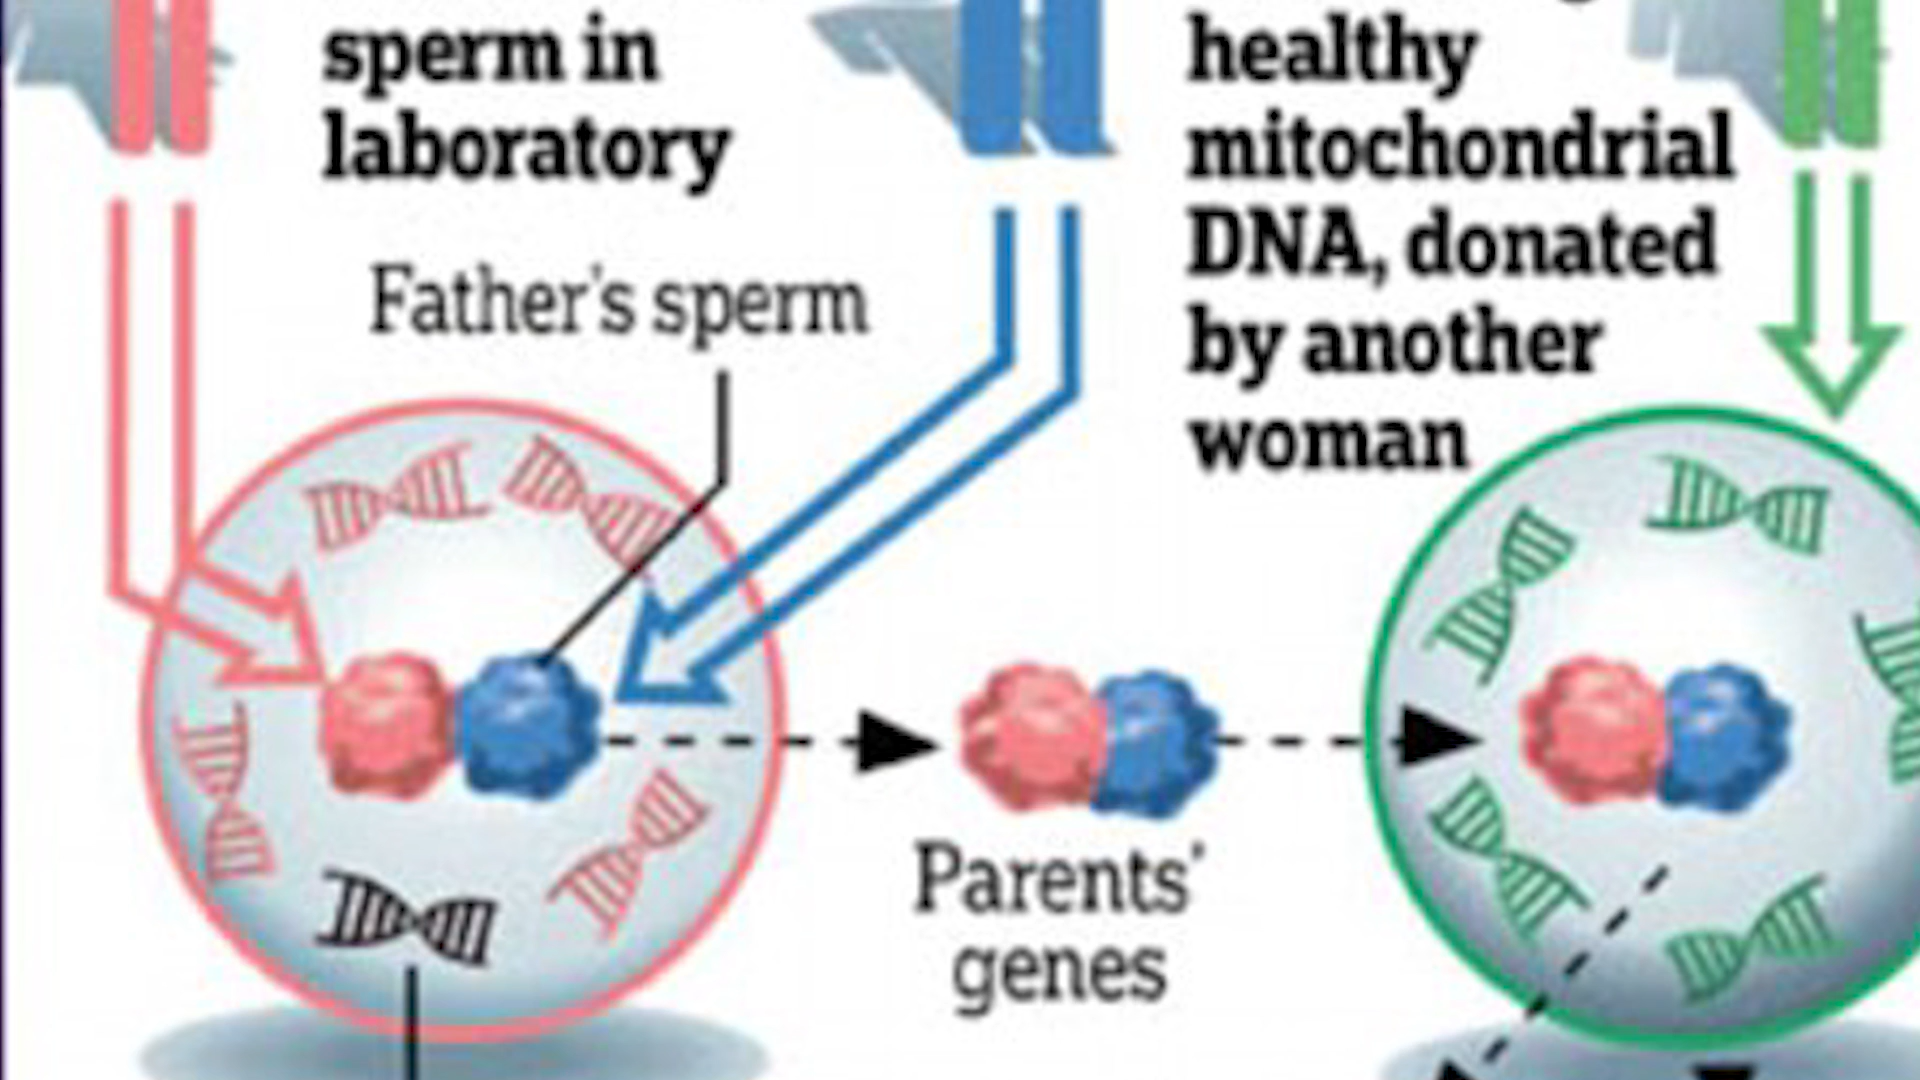 sperm in
laboratory
Father's sperm
healthy
mitochondrial
DNA, donated
by another
woman
Parents'
genes